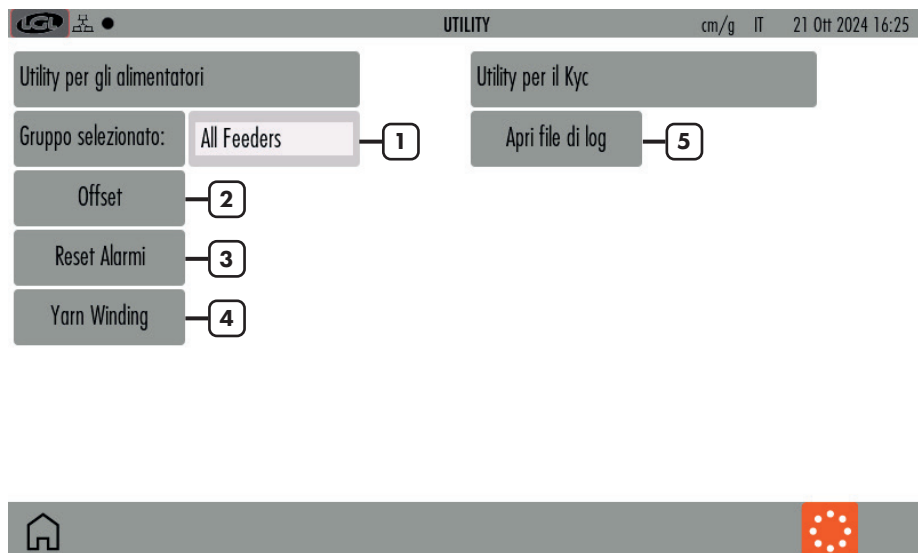 LGL UTILITY cm/g IT 21 Ott 2024 16:25
Utility per gli alimentatori
Gruppo selezionato: All Feeders 1
Offset 2
Reset Alarmi 3
Yarn Winding 4
Utility per il Kyc
Apri file di log 5